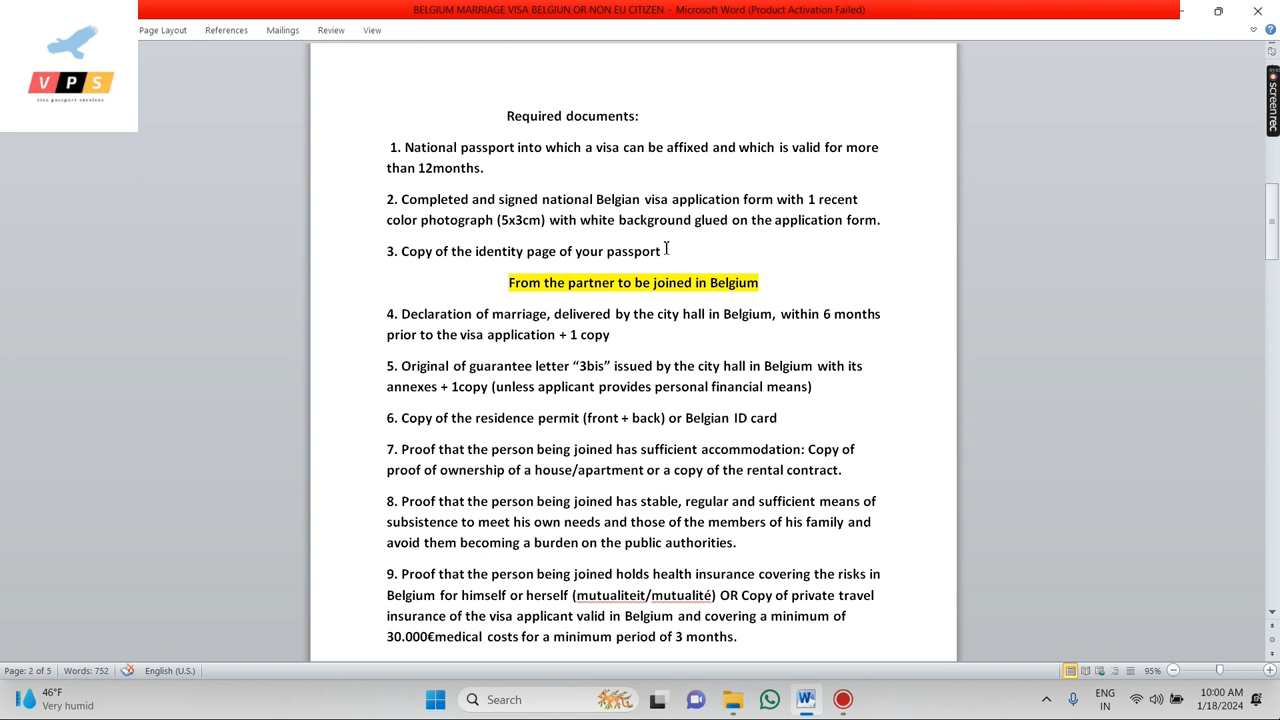 BELGIUM MARRIAGE VISA BELGIUN OR NON EU CITIZEN - Microsoft Word (Product Activation Failed)
Page Layout References Mailings Review View
V P S
visa passport services
screen rec
Required documents:
1. National passport into which a visa can be affixed and which is valid for more
than 12months.
2. Completed and signed national Belgian visa application form with 1 recent
color photograph (5x3cm) with white background glued on the application form.
3. Copy of the identity page of your passport
From the partner to be joined in Belgium
4. Declaration of marriage, delivered by the city hall in Belgium, within 6 months
prior to the visa application + 1 copy
5. Original of guarantee letter “3bis” issued by the city hall in Belgium with its
annexes + 1copy (unless applicant provides personal financial means)
6. Copy of the residence permit (front + back) or Belgian ID card
7. Proof that the person being joined has sufficient accommodation: Copy of
proof of ownership of a house/apartment or a copy of the rental contract.
8. Proof that the person being joined has stable, regular and sufficient means of
subsistence to meet his own needs and those of the members of his family and
avoid them becoming a burden on the public authorities.
9. Proof that the person being joined holds health insurance covering the risks in
Belgium for himself or herself (mutualiteit/mutualité) OR Copy of private travel
insurance of the visa applicant valid in Belgium and covering a minimum of
30.000€medical costs for a minimum period of 3 months.
Page: 2 of 5 Words: 752 English (U.S.) 95%
46°F
Very humid
Search
ENG
IN
10:00 AM
1/18/2024